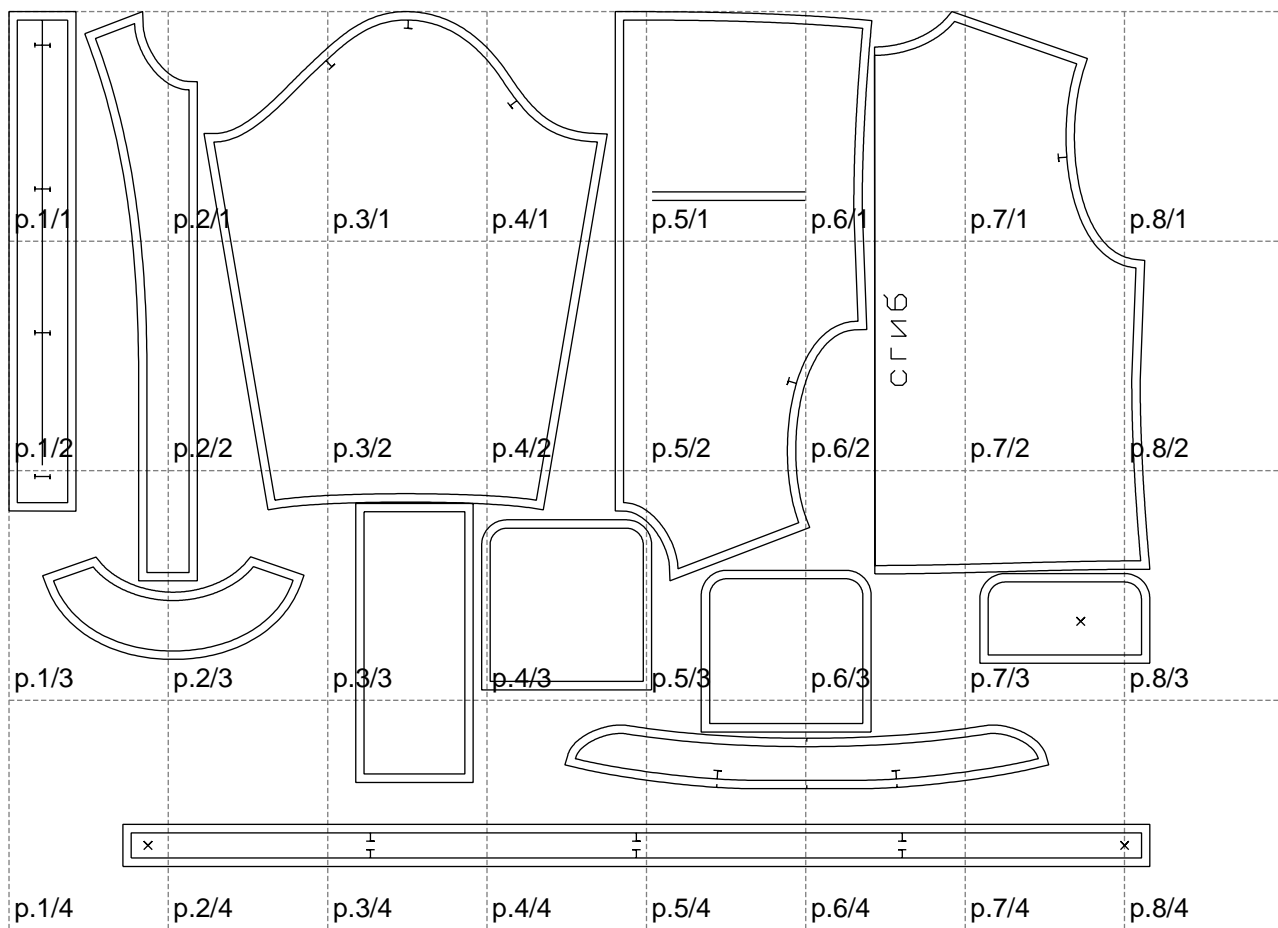 p.1/1 p.2/1 p.3/1 p.4/1 p.5/1 p.6/1 p.7/1 p.8/1
сгиб
p.1/2 p.2/2 p.3/2 p.4/2 p.5/2 p.6/2 p.7/2 p.8/2
p.1/3 p.2/3 p.3/3 p.4/3 p.5/3 p.6/3 p.7/3 p.8/3
p.1/4 p.2/4 p.3/4 p.4/4 p.5/4 p.6/4 p.7/4 p.8/4